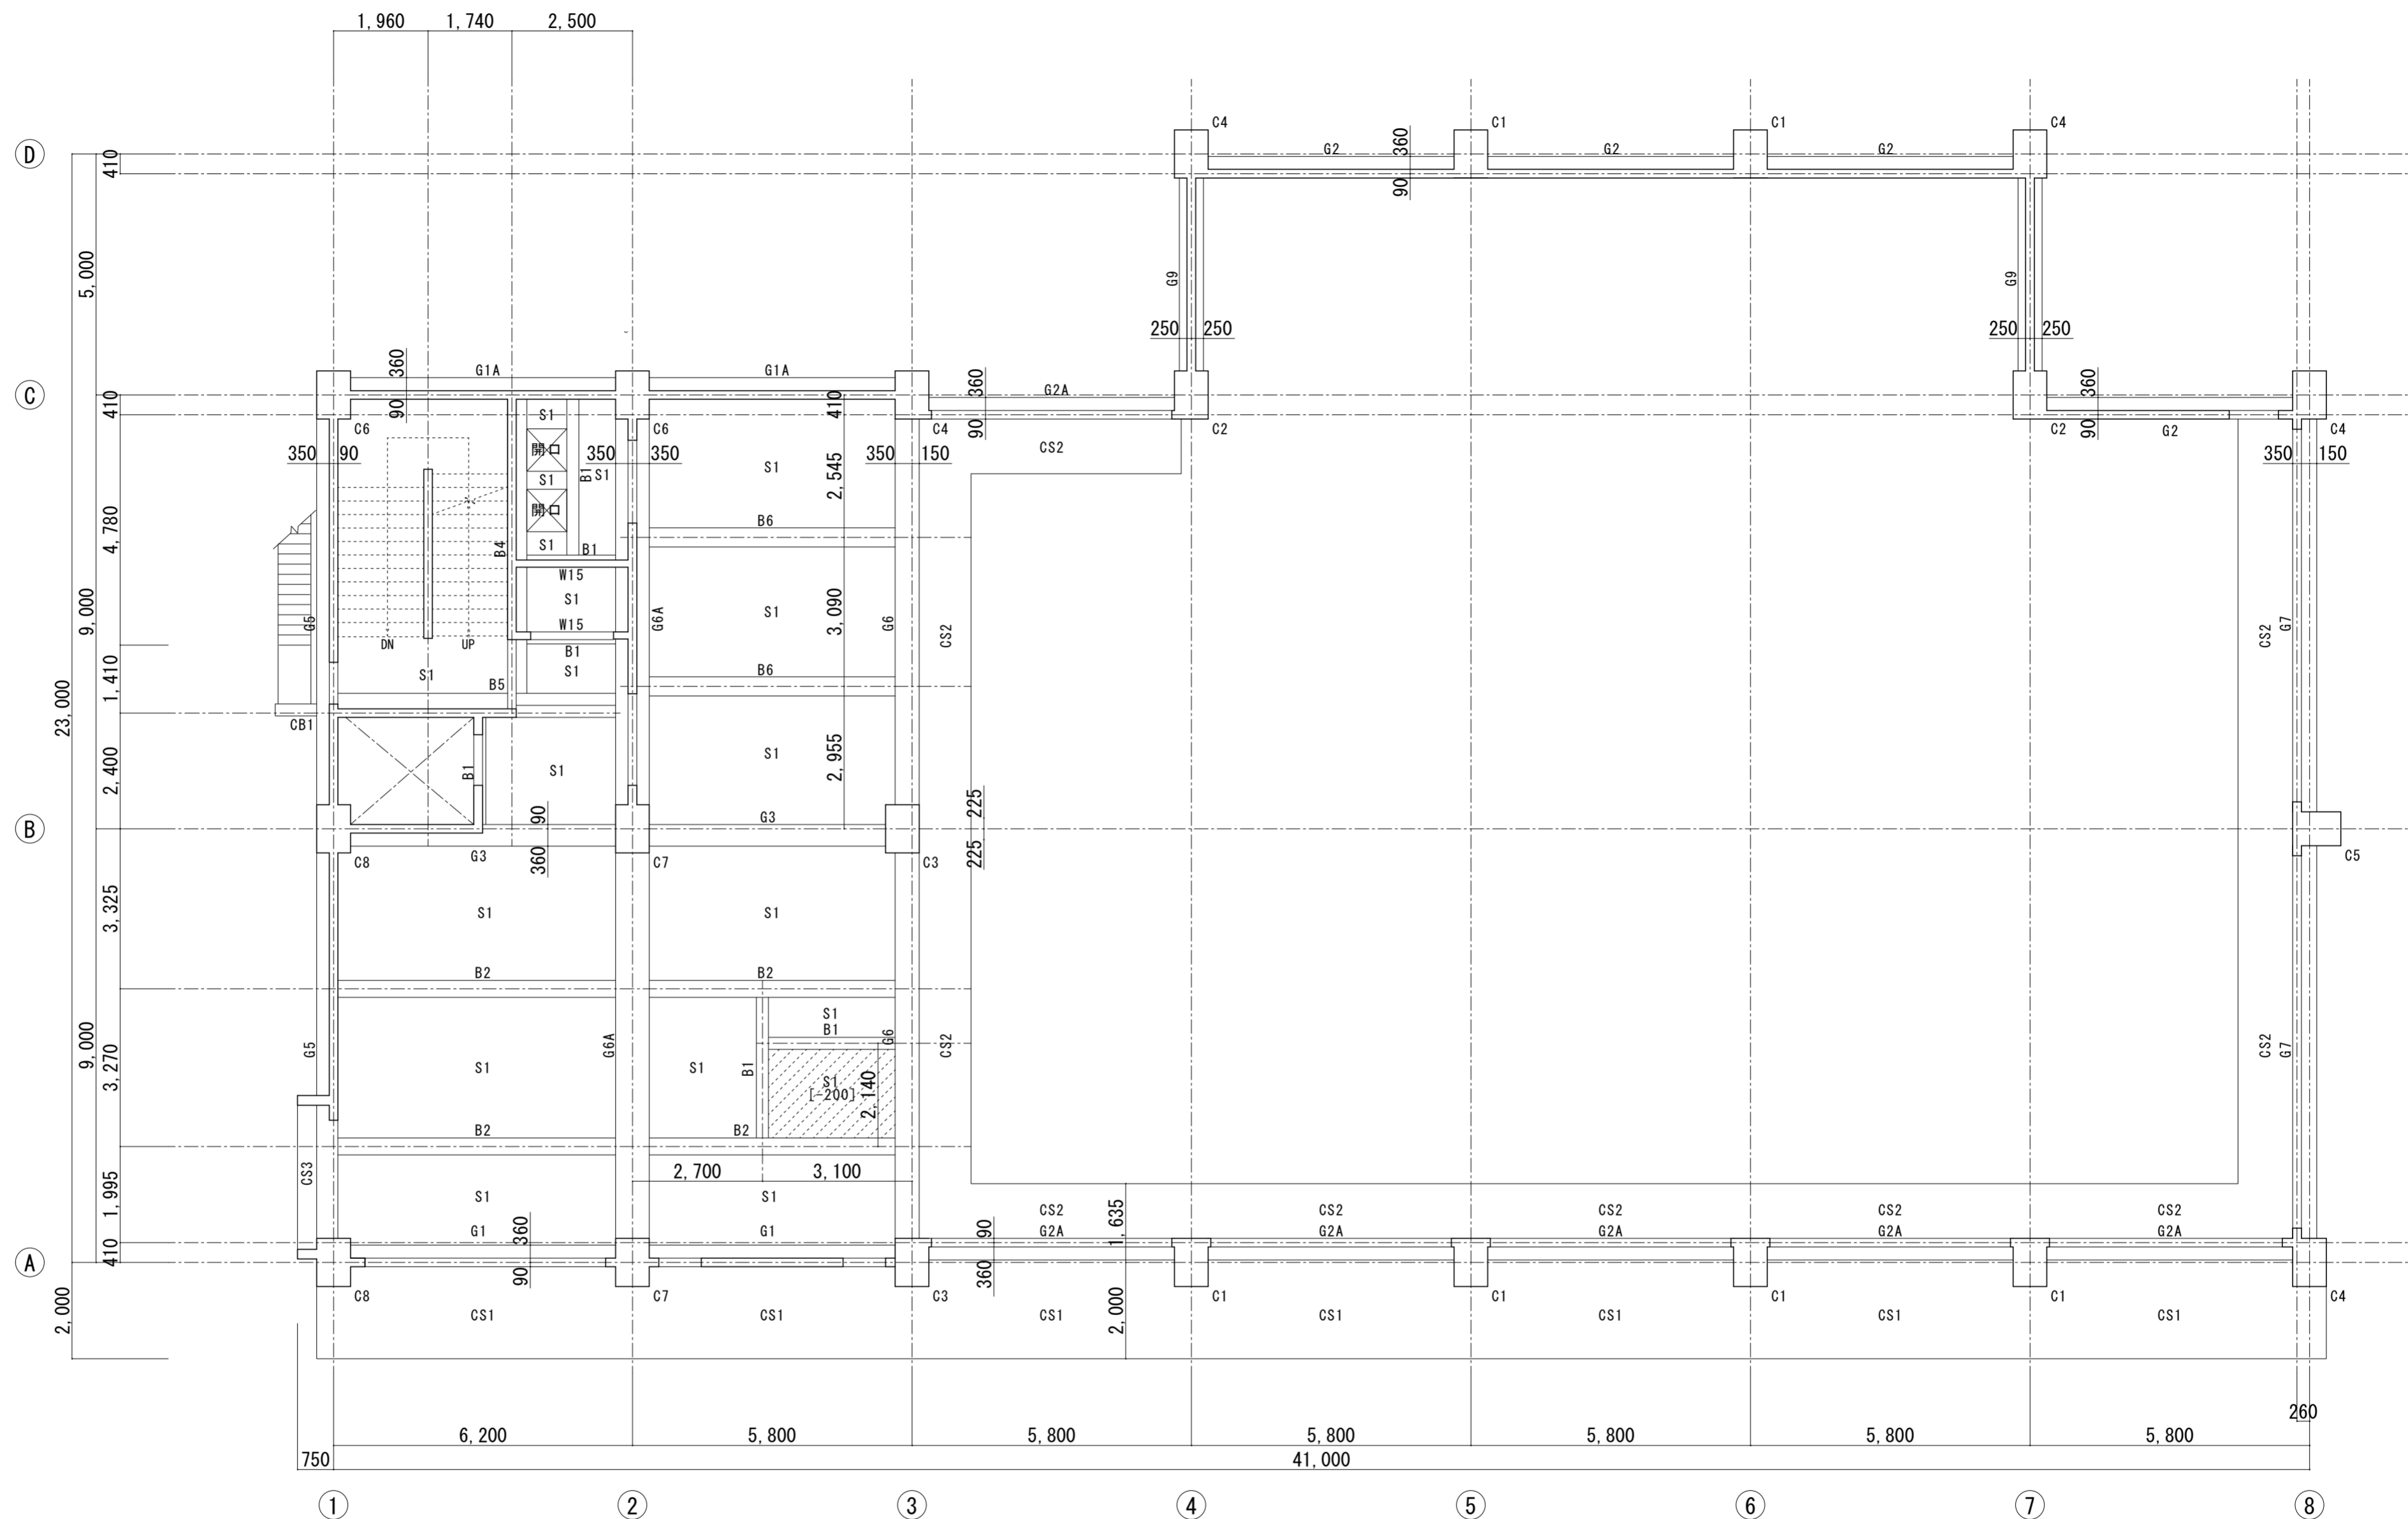 1,960 1,740 2,500
C4 C1 C1 C4
D 410 G2 360 G2 G2
90
5,000 G9 G9
250 250 250 250
360 G1A G1A G2A 360 360
C 410 90 410 90 90
C6 C6 C4 C2 C2 G2 C4
S1 CS2
350 90 開口 350 350 350 150 350 150
S1 B1 S1 S1 2,545
開口
4,780 B4 S1 B1 B6
W15
9,000 G5 S1 G6A S1 3,090 G6 CS2 CS2 G7
W15
DN UP B1
1,410 S1 B5 S1 B6
23,000 CB1
2,400 B1 S1 S1 2,955
90 225
B G3
G3 360 225
C8 C7 C3 C5
3,325 S1 S1
B2 B2
S1
B1
9,000 G5 G6A G6 CS2 CS2 G7
3,270 S1 S1 B1 S1
[-200] 2,140
B2 B2
CS3 2,700 3,100
1,995 S1 S1 CS2 CS2 CS2 CS2 CS2
G1 360 G1 90 G2A 1,635 G2A G2A G2A G2A
A 410 90 360
C8 C7 C3 C1 C1 C1 C1 C4
2,000 CS1 CS1 CS1 2,000 CS1 CS1 CS1 CS1
260
6,200 5,800 5,800 5,800 5,800 5,800 5,800
750 41,000
1 2 3 4 5 6 7 8